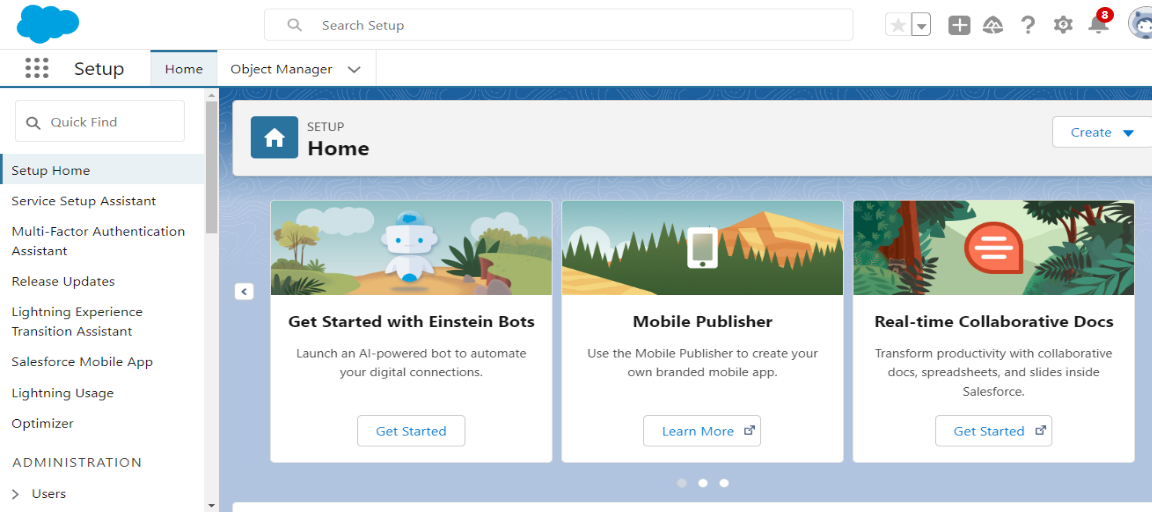 Search Setup
8
Setup
Home
Object Manager
Quick Find
Setup Home
Service Setup Assistant
Multi-Factor Authentication
Assistant
Release Updates
Lightning Experience
Transition Assistant
Salesforce Mobile App
Lightning Usage
Optimizer
ADMINISTRATION
Users
SETUP
Home
Create
Get Started with Einstein Bots
Launch an AI-powered bot to automate
your digital connections.
Get Started
Mobile Publisher
Use the Mobile Publisher to create your
own branded mobile app.
Learn More
Real-time Collaborative Docs
Transform productivity with collaborative
docs, spreadsheets, and slides inside
Salesforce.
Get Started